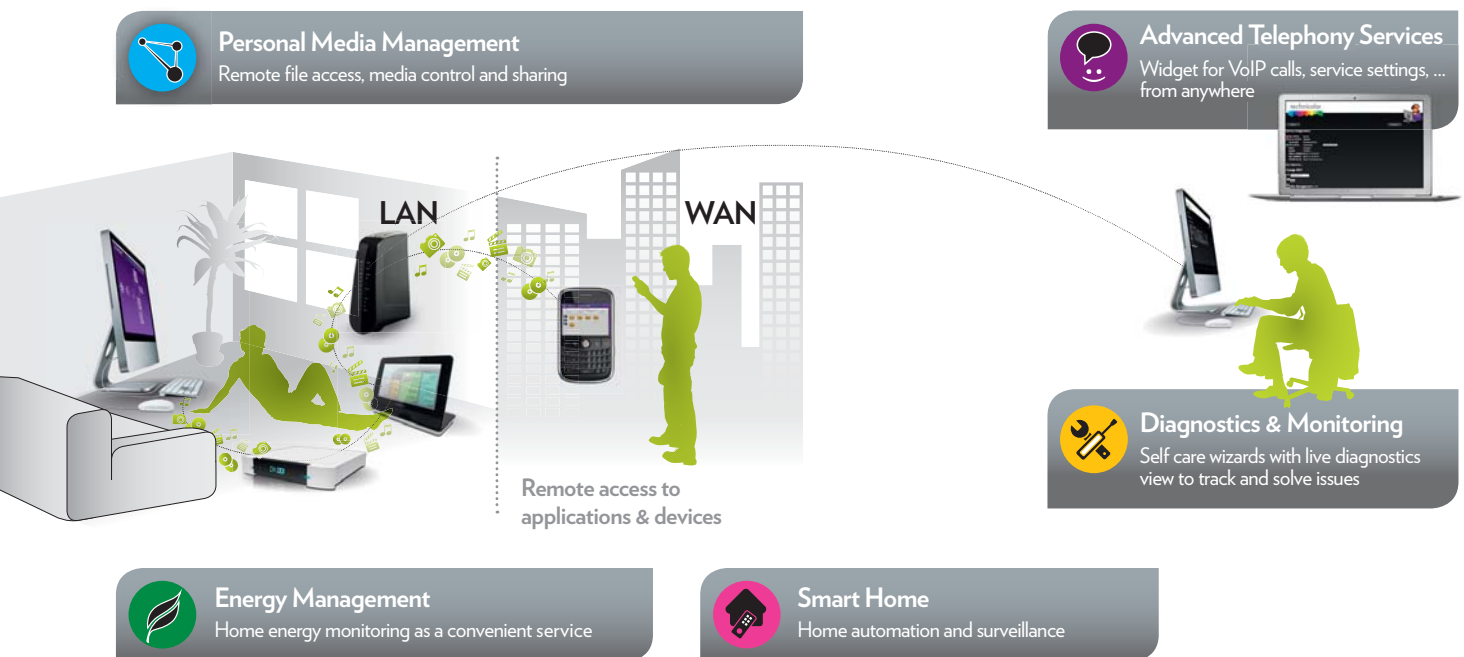 Personal Media Management
Remote file access, media control and sharing
Advanced Telephony Services
Widget for VoIP calls, service settings, ...
from anywhere
technicolor
LAN
WAN
Remote access to
applications & devices
Diagnostics & Monitoring
Self care wizards with live diagnostics
view to track and solve issues
Energy Management
Home energy monitoring as a convenient service
Smart Home
Home automation and surveillance